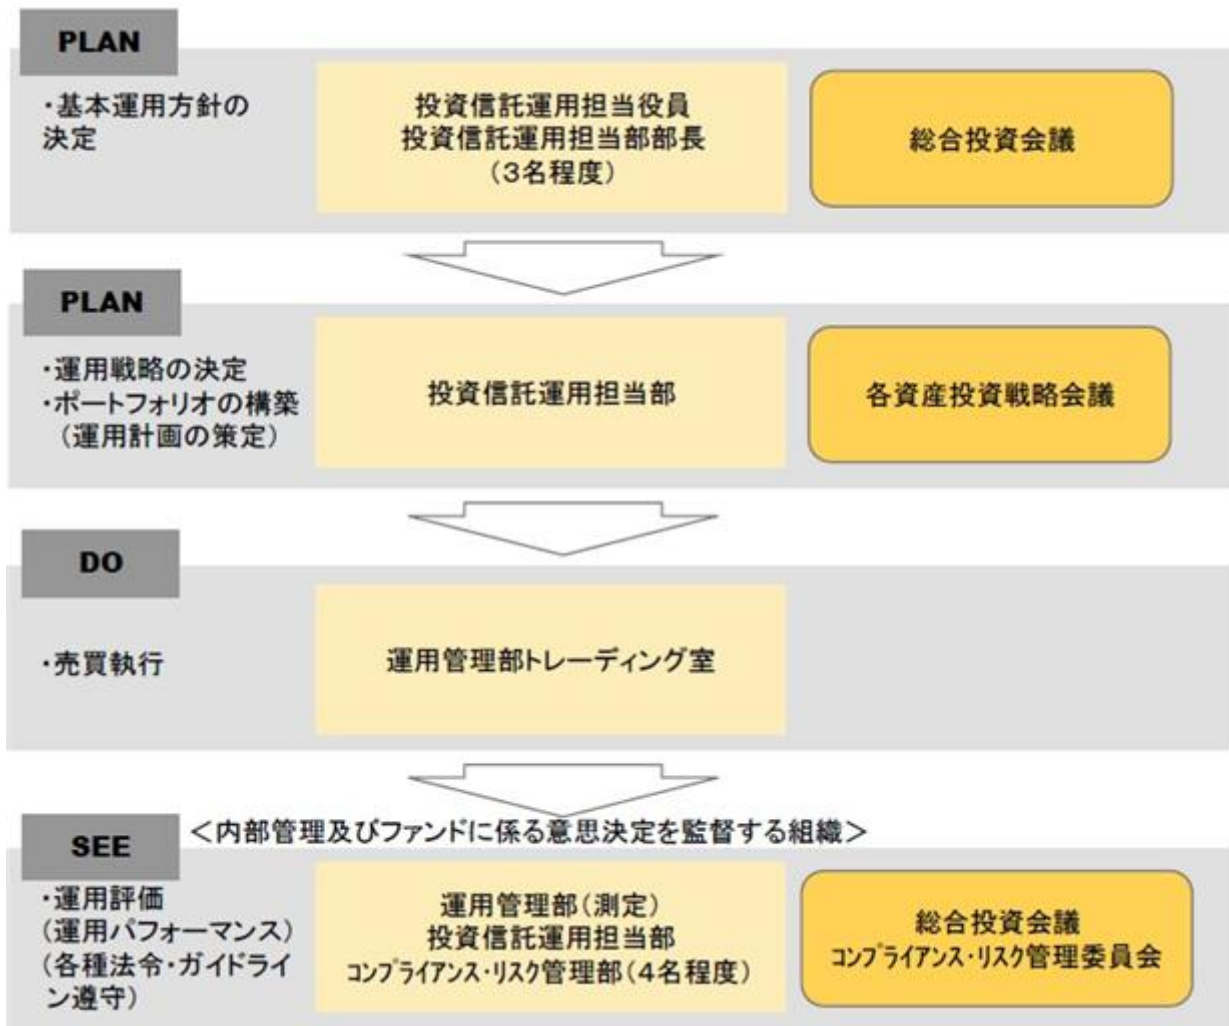 PLAN
・基本運用方針の
決定
投資信託運用担当役員
投資信託運用担当部部長
(3名程度)
総合投資会議
PLAN
・運用戦略の決定
・ポートフォリオの構築
(運用計画の策定)
投資信託運用担当部
各資産投資戦略会議
DO
・売買執行
運用管理部トレーディング室
SEE
＜内部管理及びファンドに係る意思決定を監督する組織＞
・運用評価
(運用パフォーマンス)
(各種法令・ガイドライ
ン遵守)
運用管理部(測定)
投資信託運用担当部
ｺﾝﾌﾟﾗｲｱﾝｽ・ﾘｽｸ管理部(4名程度)
総合投資会議
ｺﾝﾌﾟﾗｲｱﾝｽ・ﾘｽｸ管理委員会